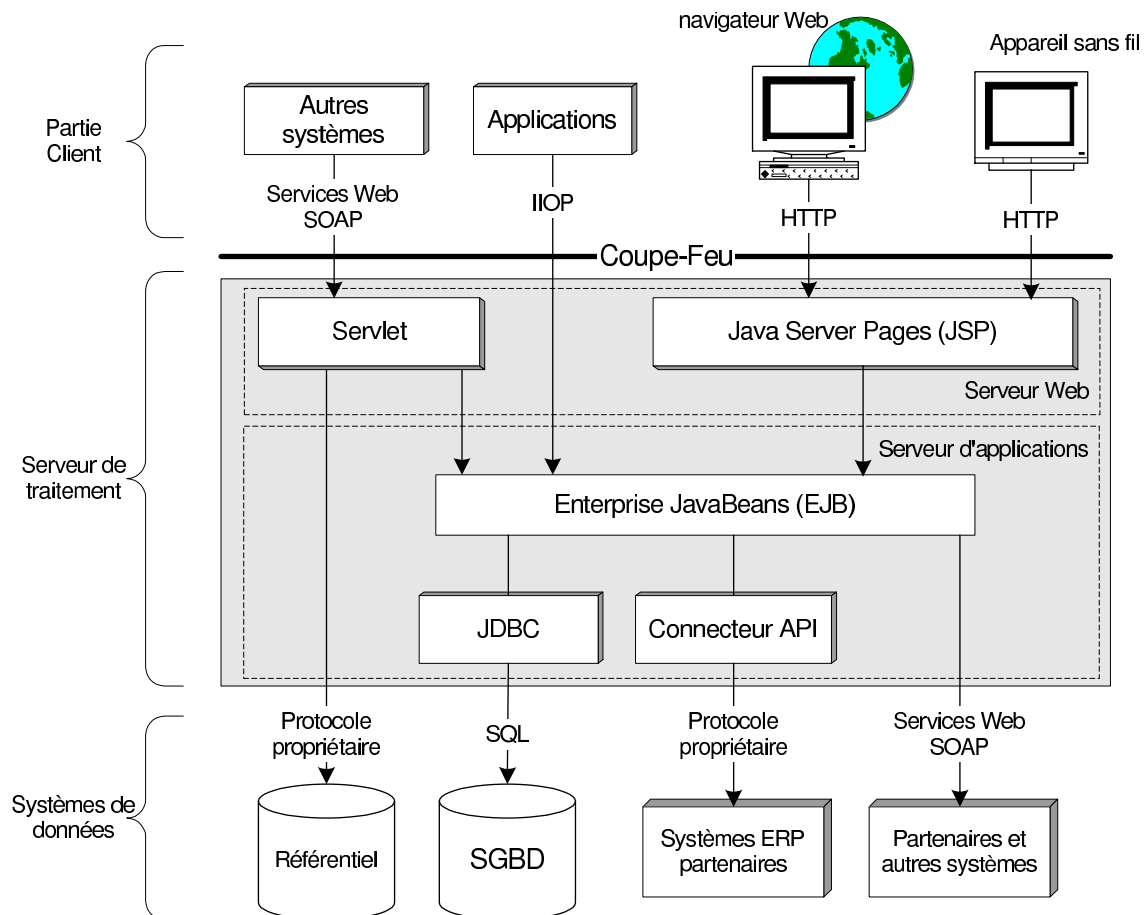 navigateur Web
Appareil sans fil
Partie
Client
Autres
systèmes
Applications
Services Web
SOAP
IIOP
HTTP
HTTP
Coupe-Feu
Servlet
Java Server Pages (JSP)
Serveur Web
Serveur de
traitement
Serveur d'applications
Enterprise JavaBeans (EJB)
JDBC
Connecteur API
Protocole
propriétaire
SQL
Protocole
propriétaire
Services Web
SOAP
Systèmes de
données
Référentiel
SGBD
Systèmes ERP
partenaires
Partenaires et
autres systèmes